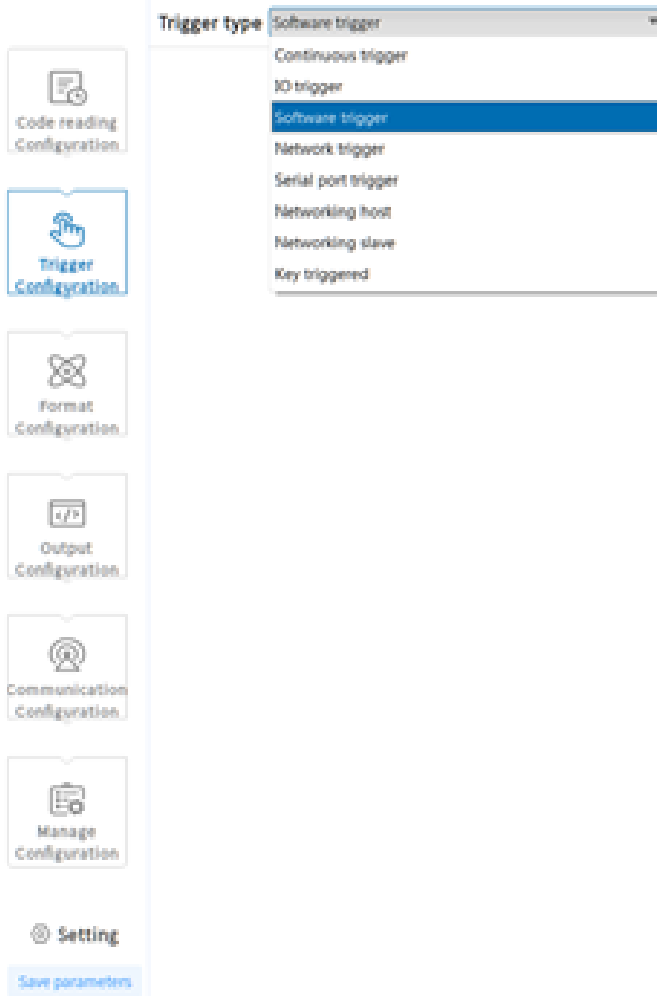 Trigger type Software trigger
Continuous trigger
IO trigger
Software trigger
Network trigger
Serial port trigger
Networking host
Networking slave
Key triggered
Code reading
Configuration
Trigger
Configuration
Format
Configuration
Output
Configuration
Communication
Configuration
Manage
Configuration
Setting
Save parameters